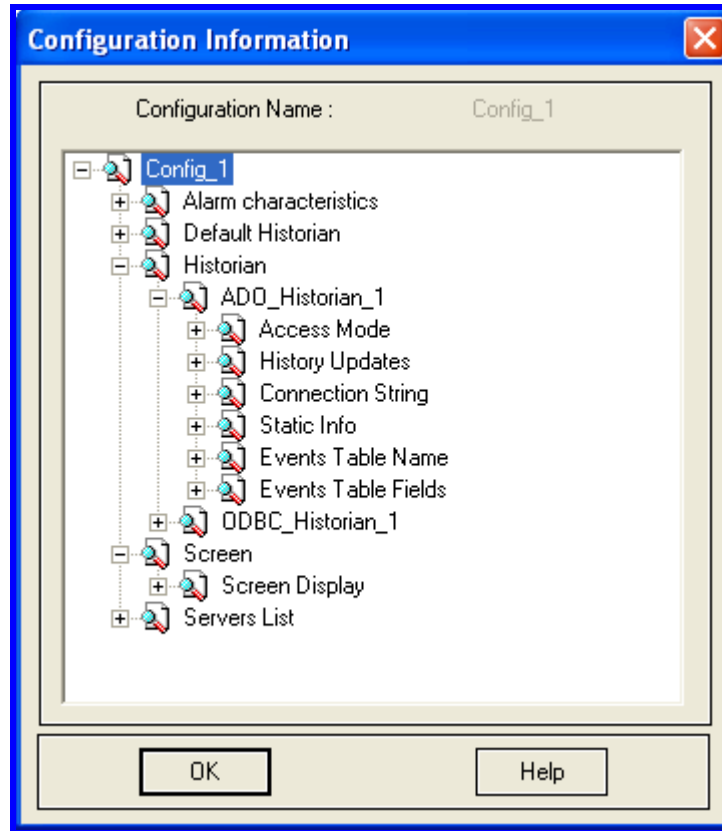 Configuration Information
Configuration Name : Config_1
Config_1
Alarm characteristics
Default Historian
Historian
ADO_Historian_1
Access Mode
History Updates
Connection String
Static Info
Events Table Name
Events Table Fields
ODBC_Historian_1
Screen
Screen Display
Servers List
OK Help